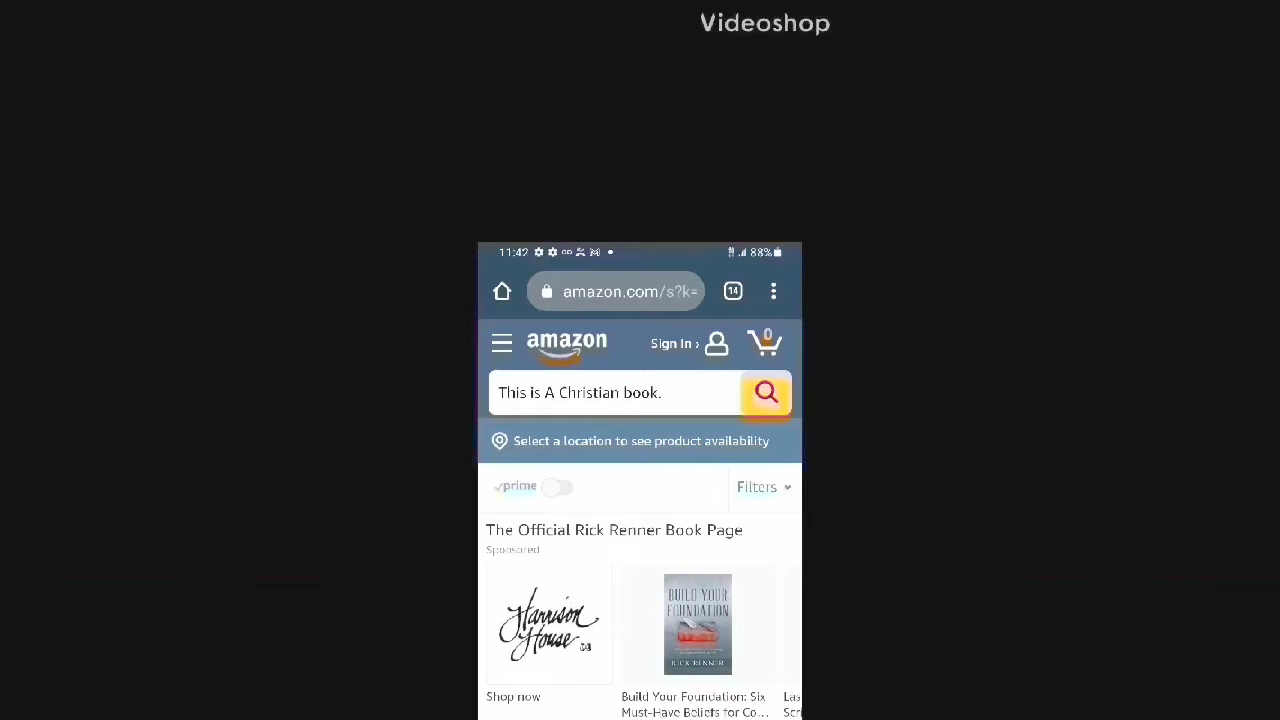 Videoshop
11:42 88%
amazon.com/s?k=
14
amazon Sign In › 0
This is A Christian book.
Select a location to see product availability
prime Filters
The Official Rick Renner Book Page
Sponsored
Harrison
House
BUILD YOUR
FOUNDATION
RICK RENNER
Shop now
Build Your Foundation: Six
Must-Have Beliefs for Co...
Las
Scri